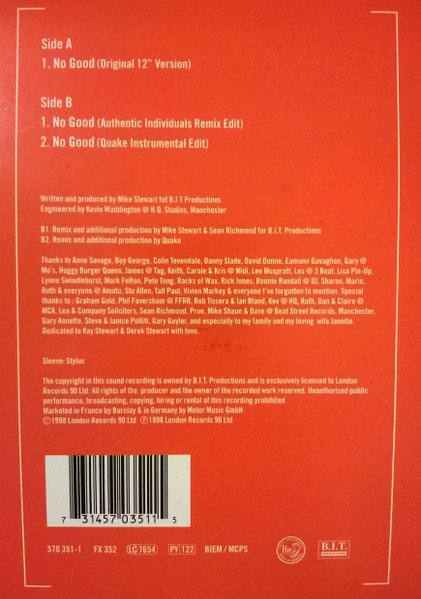 Side A
1. No Good (Original 12" Version)
Side B
1. No Good (Authentic Individuals Remix Edit)
2. No Good (Quake Instrumental Edit)
Written and produced by Mike Stewart for B.I.T Productions
Engineered by Kevin Waddington @ H.Q. Studios, Manchester
B1. Remix and additional production by Mike Stewart & Sean Richmond for B.I.T. Productions
B2. Remix and additional production by Quake
Thanks to Anne Savage, Boy George, Colin Tevendale, Danny Slade, David Dunne, Eamonn Gavaghan, Gary @
Mo's, Huggy Burger Queen, James @ Tag, Keith, Carole & Kris @ Midi, Lee Muspratt, Les @ 3 Beat, Lisa Pin-Up,
Lynne Swindlehurst, Mark Felton, Pete Tong, Racks of Wax, Rick Jones, Ronnie Randall @ DJ, Sharon, Mario,
Ruth & everyone @ Amato, Stu Allen, Tall Paul, Vivien Markey & everyone I've forgotten to mention. Special
thanks to : Graham Gold, Phil Faversham @ FFRR, Rob Tissera & Ian Bland, Kev @ HQ, Ruth, Dan & Claire @
MCA, Lea & Company Solicitors, Sean Richmond, Prue, Mike Shaun & Dave @ Beat Street Records, Manchester,
Gary Annette, Steve & Janice Pollitt, Gary Guyler, and especially to my family and my loving wife Janette.
Dedicated to Kay Stewart & Derek Stewart with love.
Sleeve: Stylus
The copyright in this sound recording is owned by B.I.T. Productions and is exclusively licensed to London
Records 90 Ltd. All rights of the producer and the owner of the recorded work reserved. Unauthorised public
performance, broadcasting, copying, hiring or rental of this recording prohibited
Marketed in France by Barclay & in Germany by Motor Music GmbH
©1998 London Records 90 Ltd ℗1998 London Records 90 Ltd
7 31457 03511 5
570 351-1 FX 352 LC 7654 PY 122 BIEM / MCPS
B.I.T.
PRODUCTIONS